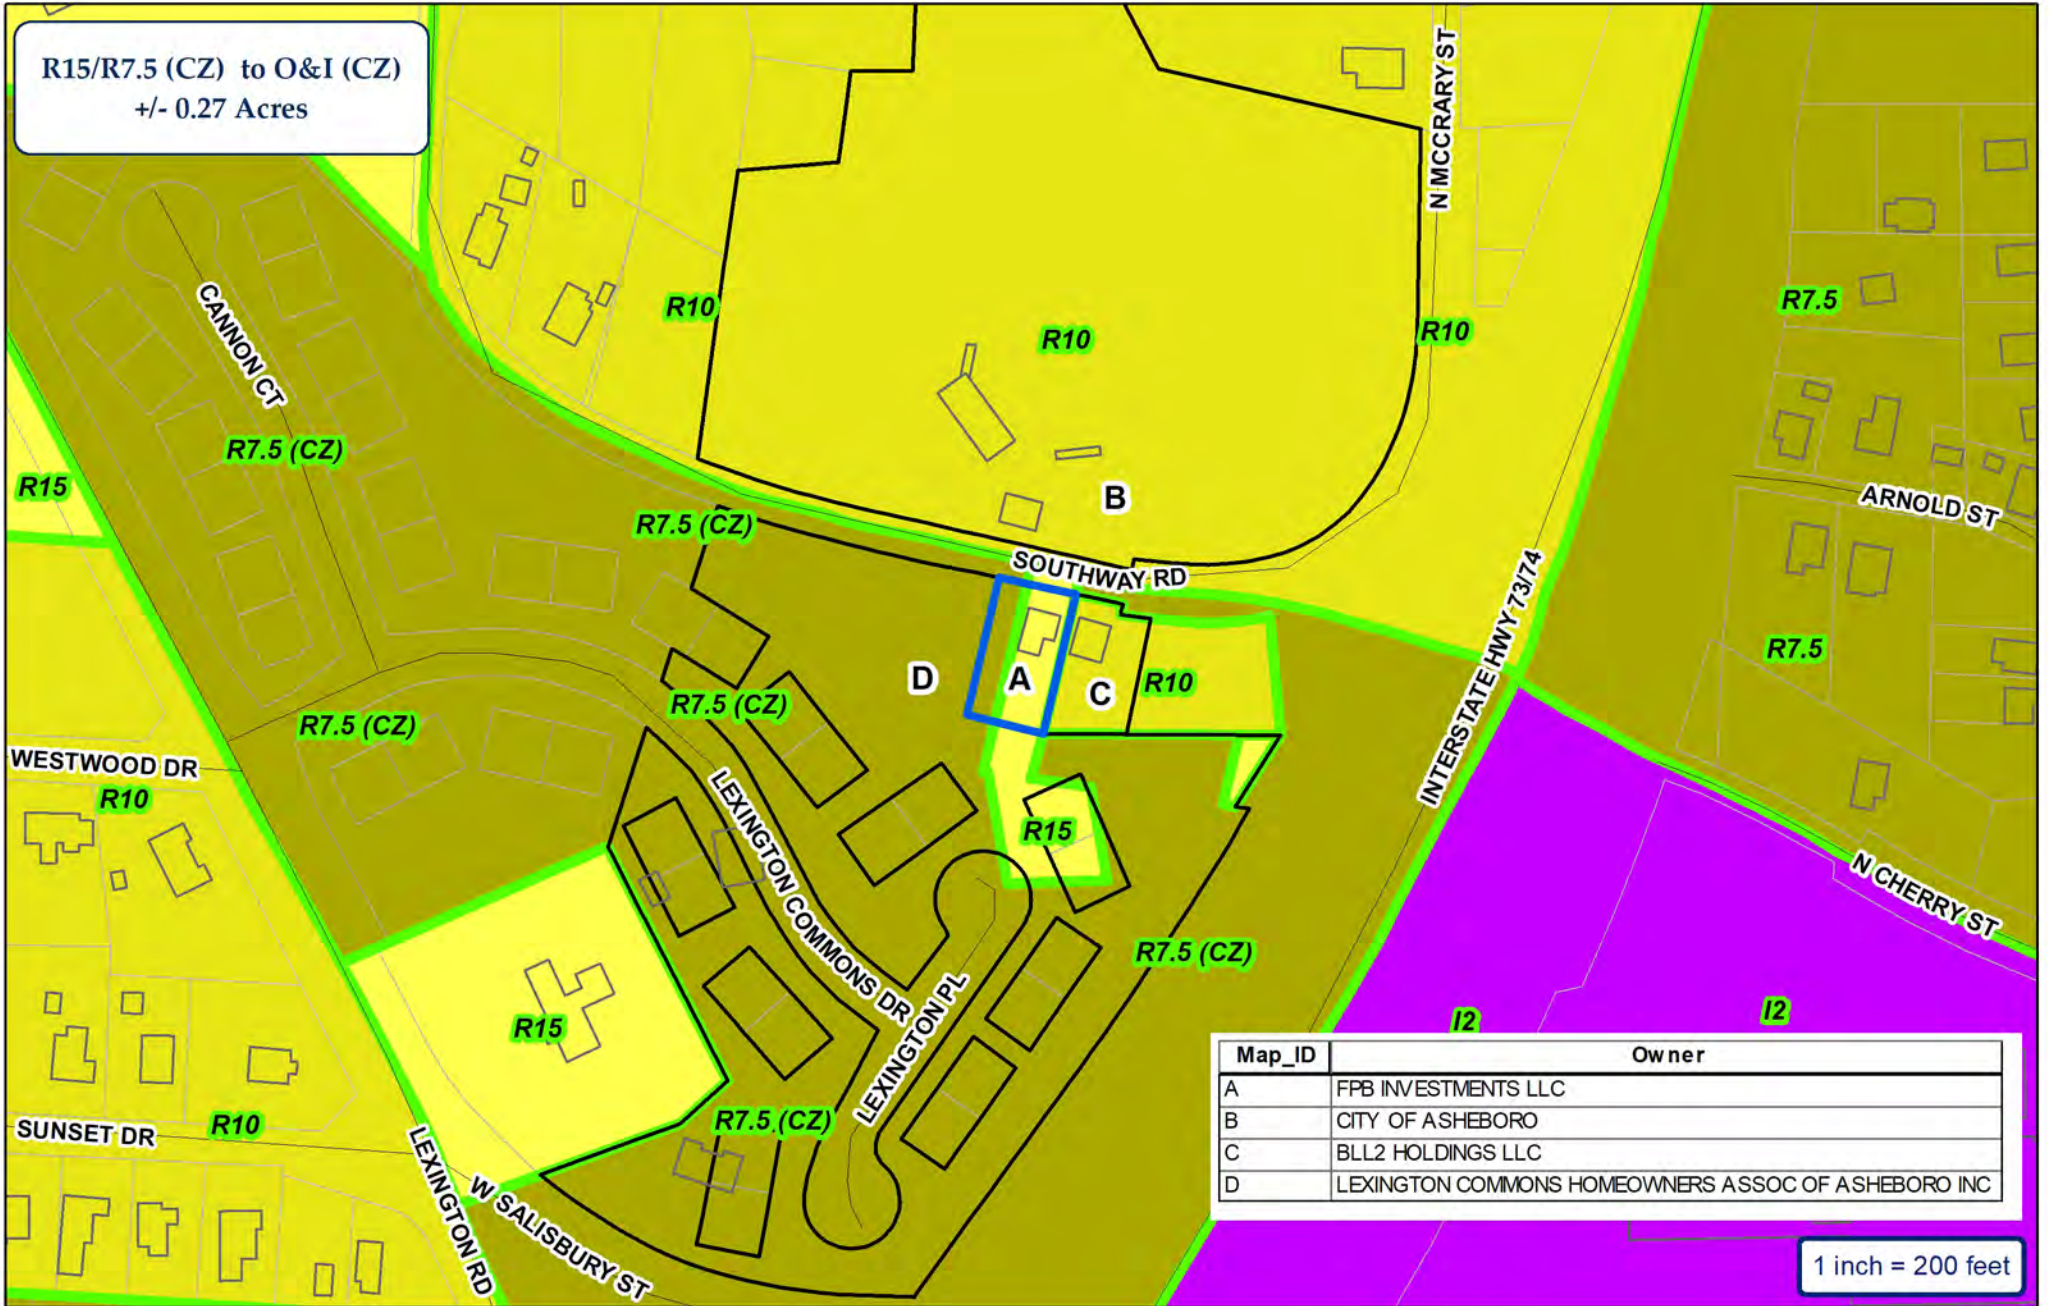 R15/R7.5 (CZ) to O&I (CZ)
+/- 0.27 Acres
N MCCRARY ST
CANNON CT
R10
R10
R10
R7.5
R7.5 (CZ)
R15
R7.5 (CZ)
B
ARNOLD ST
SOUTHWAY RD
INTERSTATE HWY 73/74
R7.5
D
A
C
R10
R7.5 (CZ)
R7.5 (CZ)
WESTWOOD DR
R10
LEXINGTON COMMONS DR
R15
N CHERRY ST
R7.5 (CZ)
LEXINGTON PL
R15
I2
I2
R7.5 (CZ)
SUNSET DR
R10
LEXINGTON RD
W SALISBURY ST
Map_ID Owner
A FPB INVESTMENTS LLC
B CITY OF ASHEBORO
C BLL2 HOLDINGS LLC
D LEXINGTON COMMONS HOMEOWNERS ASSOC OF ASHEBORO INC
1 inch = 200 feet